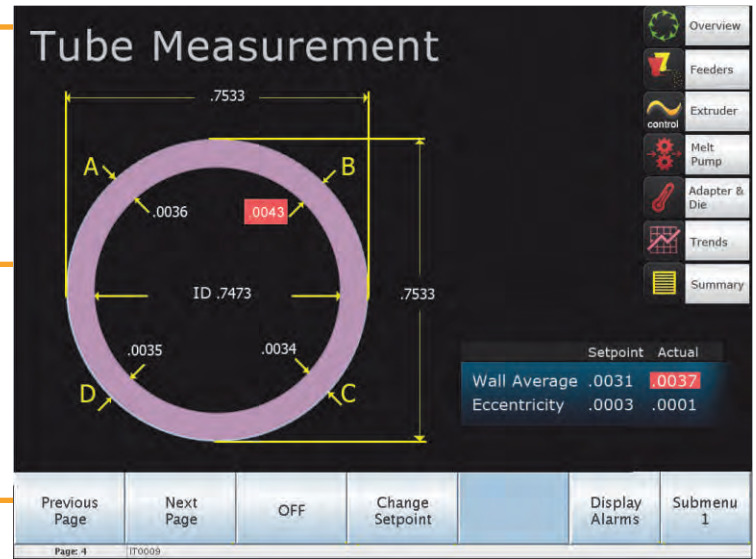 Tube Measurement
.7533
A
B
.0036
.0043
ID .7473
.7533
.0035
.0034
D
C
Setpoint Actual
Wall Average .0031 .0037
Eccentricity .0003 .0001
Overview
Feeders
control
Extruder
Melt
Pump
Adapter &
Die
Trends
Summary
Previous
Page
Next
Page
OFF
Change
Setpoint
Display
Alarms
Submenu
1
Page: 4
IT0009